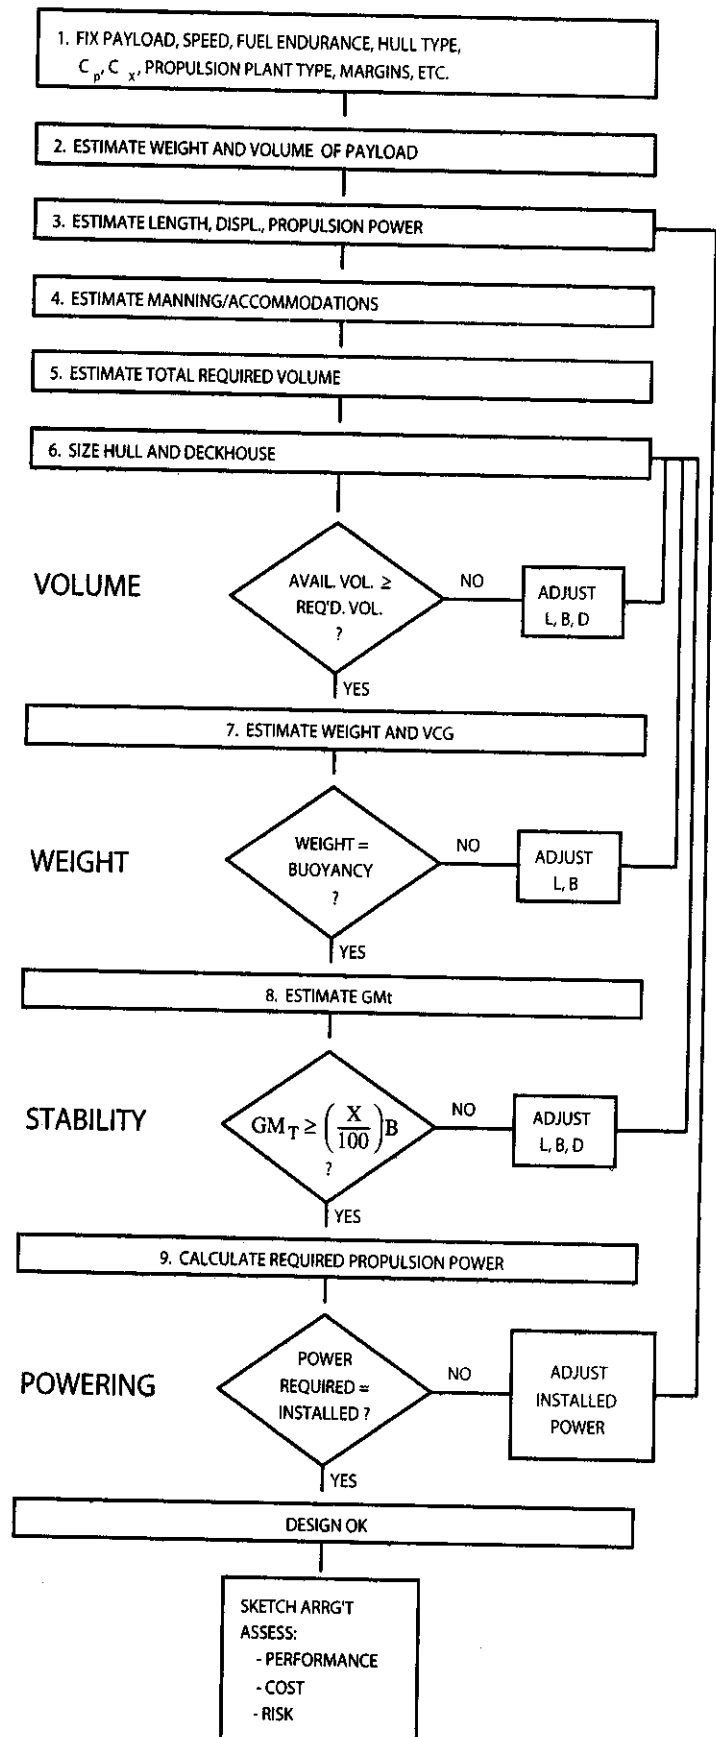 1. FIX PAYLOAD, SPEED, FUEL ENDURANCE, HULL TYPE,
C p, C x, PROPULSION PLANT TYPE, MARGINS, ETC.
2. ESTIMATE WEIGHT AND VOLUME OF PAYLOAD
3. ESTIMATE LENGTH, DISPL., PROPULSION POWER
4. ESTIMATE MANNING/ACCOMMODATIONS
5. ESTIMATE TOTAL REQUIRED VOLUME
6. SIZE HULL AND DECKHOUSE
VOLUME
AVAIL. VOL. ≥
REQ'D. VOL.
?
NO
ADJUST
L, B, D
YES
7. ESTIMATE WEIGHT AND VCG
WEIGHT
WEIGHT =
BUOYANCY
?
NO
ADJUST
L, B
YES
8. ESTIMATE GMt
STABILITY
GM T ≥ (X/100)B
?
NO
ADJUST
L, B, D
YES
9. CALCULATE REQUIRED PROPULSION POWER
POWERING
POWER
REQUIRED =
INSTALLED ?
NO
ADJUST
INSTALLED
POWER
YES
DESIGN OK
SKETCH ARRG'T
ASSESS:
- PERFORMANCE
- COST
- RISK